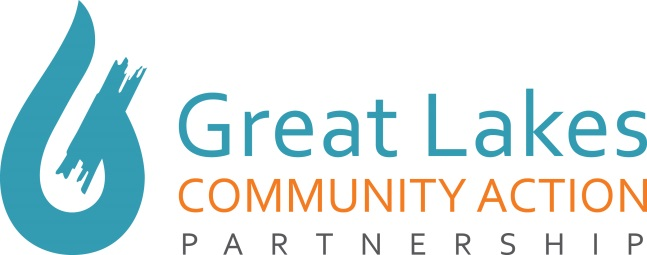 Great Lakes
COMMUNITY ACTION
PARTNERSHIP